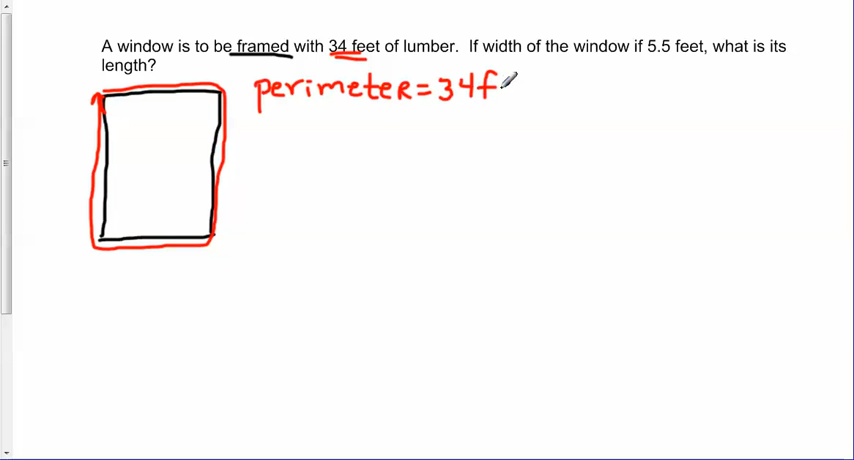 A window is to be framed with 34 feet of lumber. If width of the window if 5.5 feet, what is its
length?
perimeteR = 34f